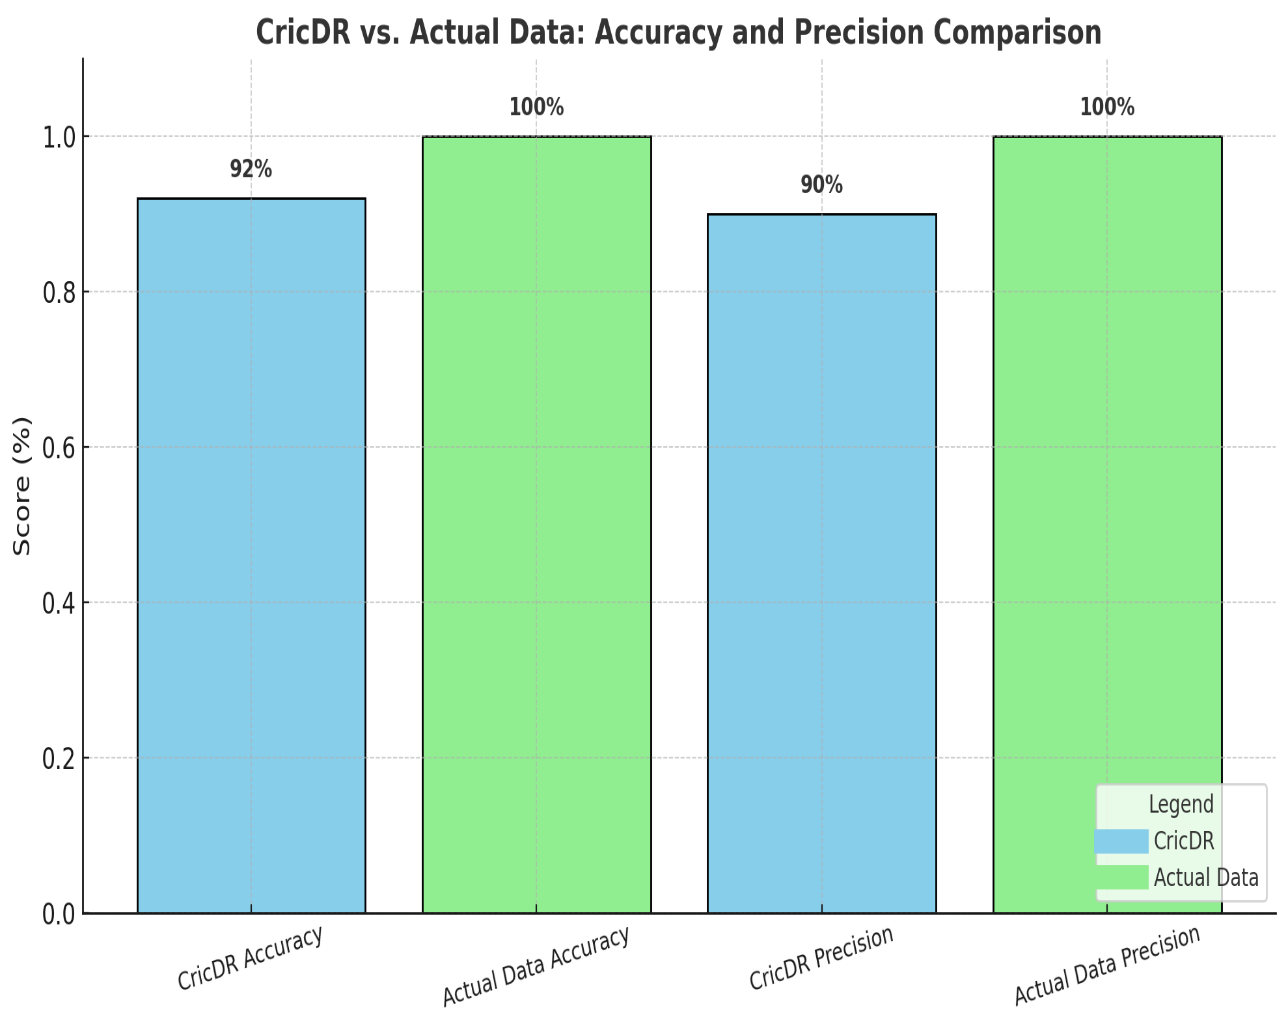 CricDR vs. Actual Data: Accuracy and Precision Comparison
100%
100%
92%
90%
1.0
0.8
0.6
0.4
0.2
0.0
Score (%)
Legend
CricDR
Actual Data
CricDR Accuracy
Actual Data Accuracy
CricDR Precision
Actual Data Precision